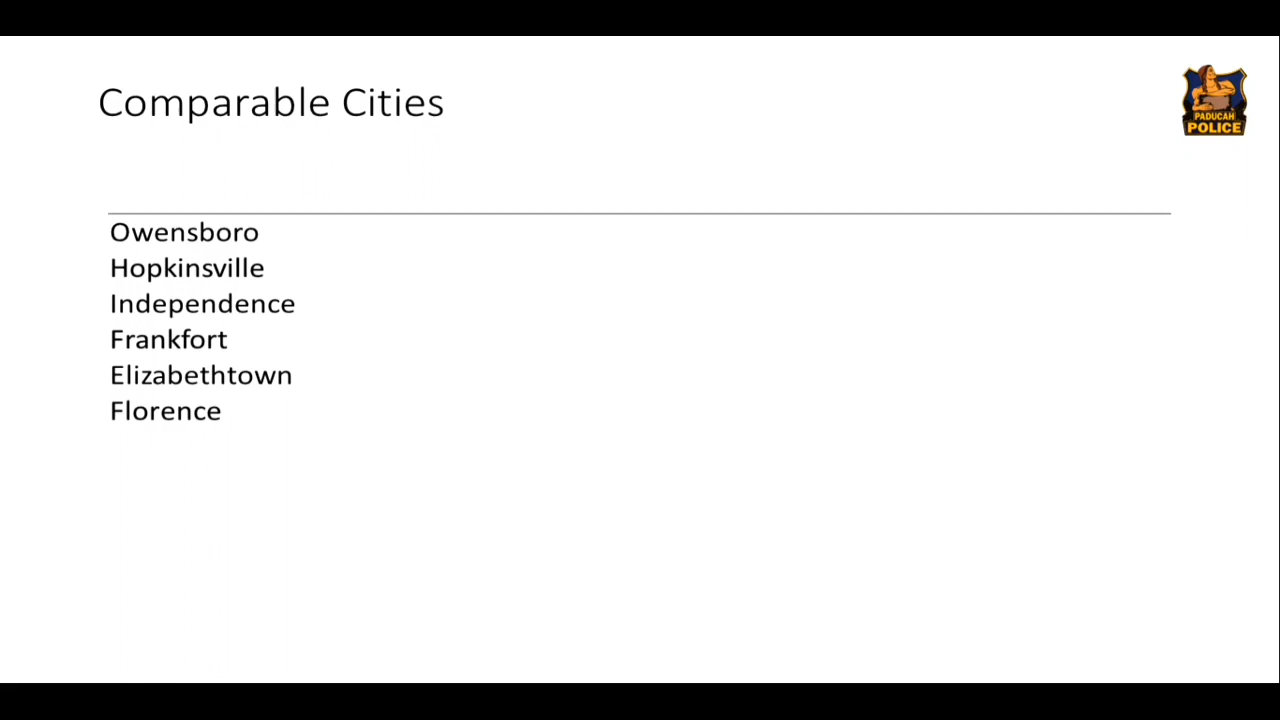 Comparable Cities
PADUCAH
POLICE
Owensboro
Hopkinsville
Independence
Frankfort
Elizabethtown
Florence